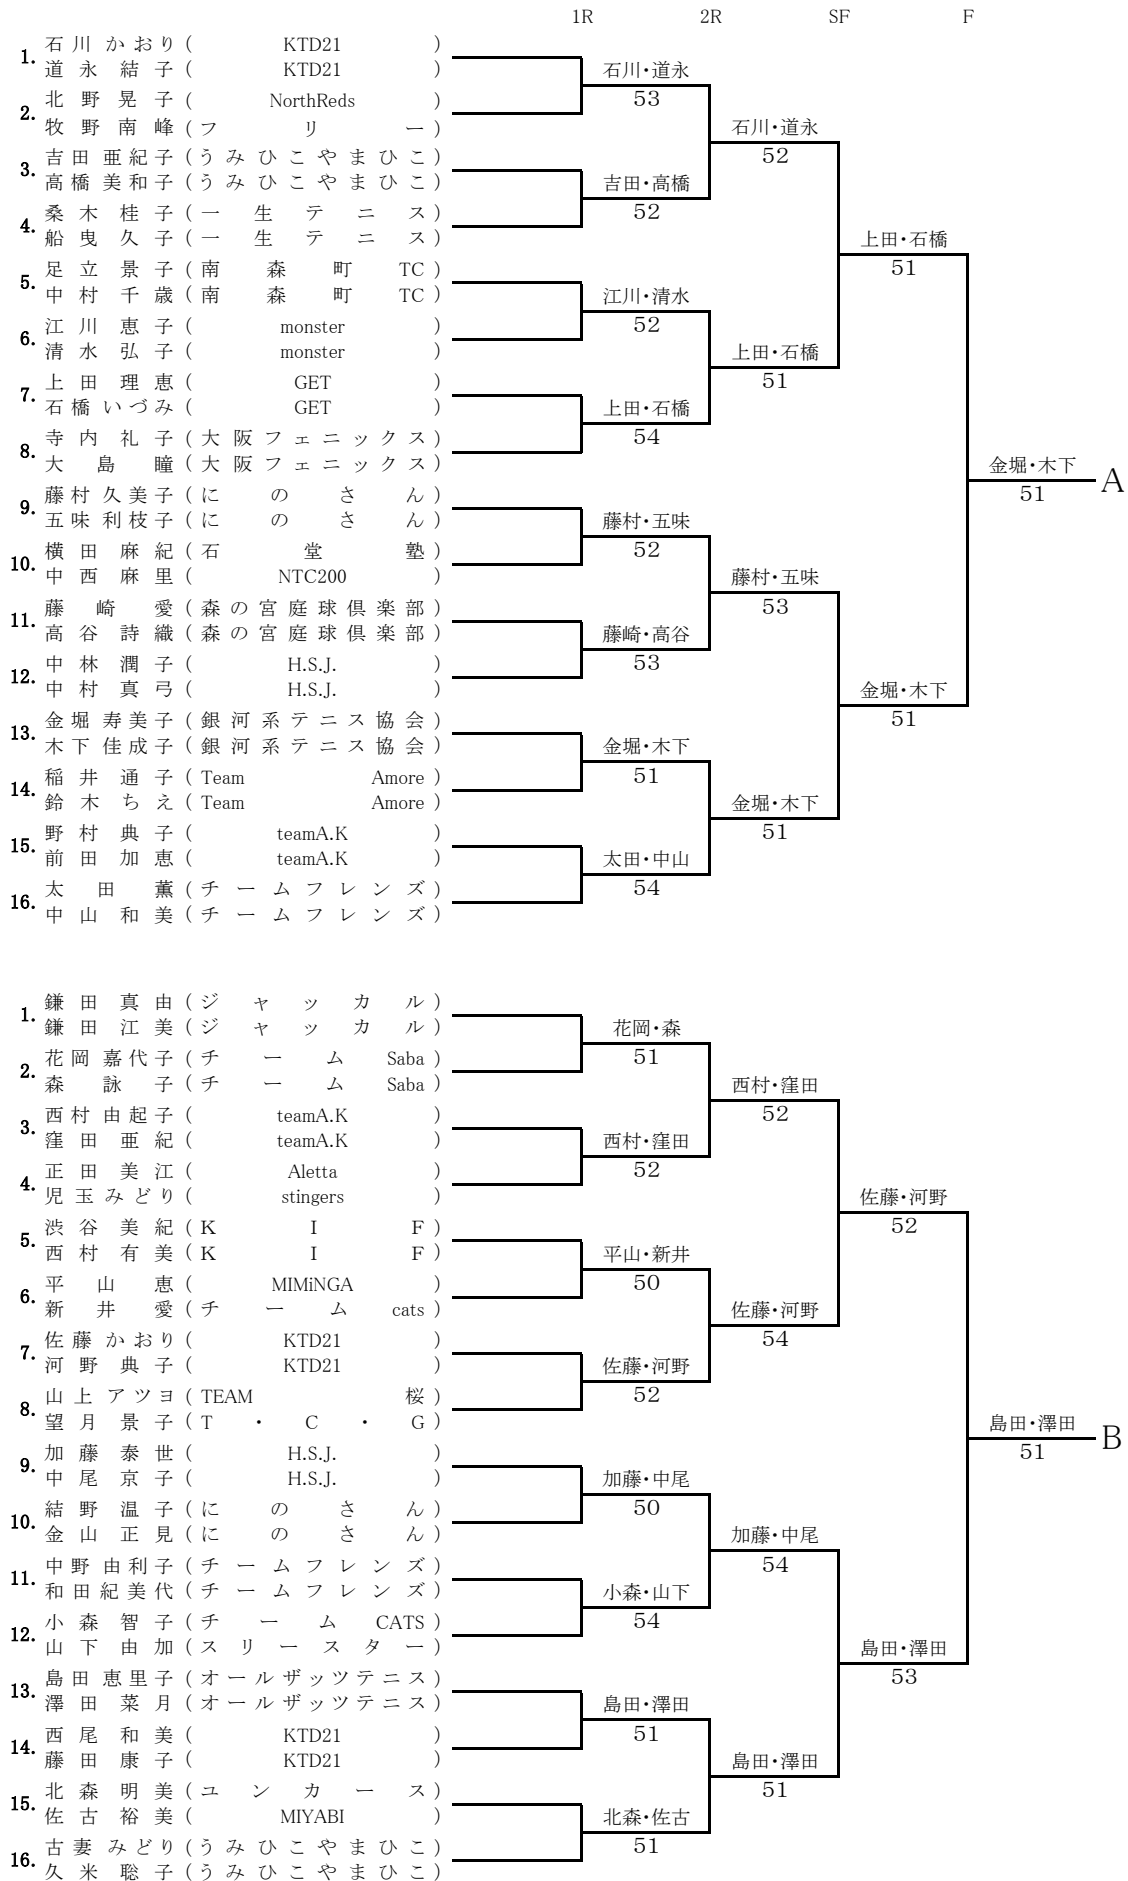 1R 2R SF F
1. 石川かおり(KTD21)
道永結子(KTD21)
石川・道永
53
2. 北野晃子(NorthReds)
牧野南峰(フリー)
石川・道永
52
3. 吉田亜紀子(うみひこやまひこ)
高橋美和子(うみひこやまひこ)
吉田・高橋
52
4. 桑木桂子(一生テニス)
船曳久子(一生テニス)
上田・石橋
51
5. 足立景子(南森町TC)
中村千歳(南森町TC)
江川・清水
52
6. 江川恵子(monster)
清水弘子(monster)
上田・石橋
51
7. 上田理恵(GET)
石橋いづみ(GET)
上田・石橋
54
8. 寺内礼子(大阪フェニックス)
大島瞳(大阪フェニックス)
金堀・木下
51
A
9. 藤村久美子(にのさん)
五味利枝子(にのさん)
藤村・五味
52
10. 横田麻紀(石堂塾)
中西麻里(NTC200)
藤村・五味
53
11. 藤崎愛(森の宮庭球倶楽部)
高谷詩織(森の宮庭球倶楽部)
藤崎・高谷
53
12. 中林潤子(H.S.J.)
中村真弓(H.S.J.)
金堀・木下
51
13. 金堀寿美子(銀河系テニス協会)
木下佳成子(銀河系テニス協会)
金堀・木下
51
14. 稲井通子(Team Amore)
鈴木ちえ(Team Amore)
金堀・木下
51
15. 野村典子(teamA.K)
前田加恵(teamA.K)
太田・中山
54
16. 太田薫(チームフレンズ)
中山和美(チームフレンズ)
1. 鎌田真由(ジャッカル)
鎌田江美(ジャッカル)
花岡・森
51
2. 花岡嘉代子(チームSaba)
森詠子(チームSaba)
西村・窪田
52
3. 西村由起子(teamA.K)
窪田亜紀(teamA.K)
西村・窪田
52
4. 正田美江(Aletta)
児玉みどり(stingers)
佐藤・河野
52
5. 渋谷美紀(KIF)
西村有美(KIF)
平山・新井
50
6. 平山恵(MIMiNGA)
新井愛(チームcats)
佐藤・河野
54
7. 佐藤かおり(KTD21)
河野典子(KTD21)
佐藤・河野
52
8. 山上アツヨ(TEAM桜)
望月景子(T・C・G)
島田・澤田
51
B
9. 加藤泰世(H.S.J.)
中尾京子(H.S.J.)
加藤・中尾
50
10. 結野温子(にのさん)
金山正見(にのさん)
加藤・中尾
54
11. 中野由利子(チームフレンズ)
和田紀美代(チームフレンズ)
小森・山下
54
12. 小森智子(チームCATS)
山下由加(スリースター)
島田・澤田
53
13. 島田恵里子(オールザッツテニス)
澤田菜月(オールザッツテニス)
島田・澤田
51
14. 西尾和美(KTD21)
藤田康子(KTD21)
島田・澤田
51
15. 北森明美(ユンカース)
佐古裕美(MIYABI)
北森・佐古
51
16. 古妻みどり(うみひこやまひこ)
久米聡子(うみひこやまひこ)